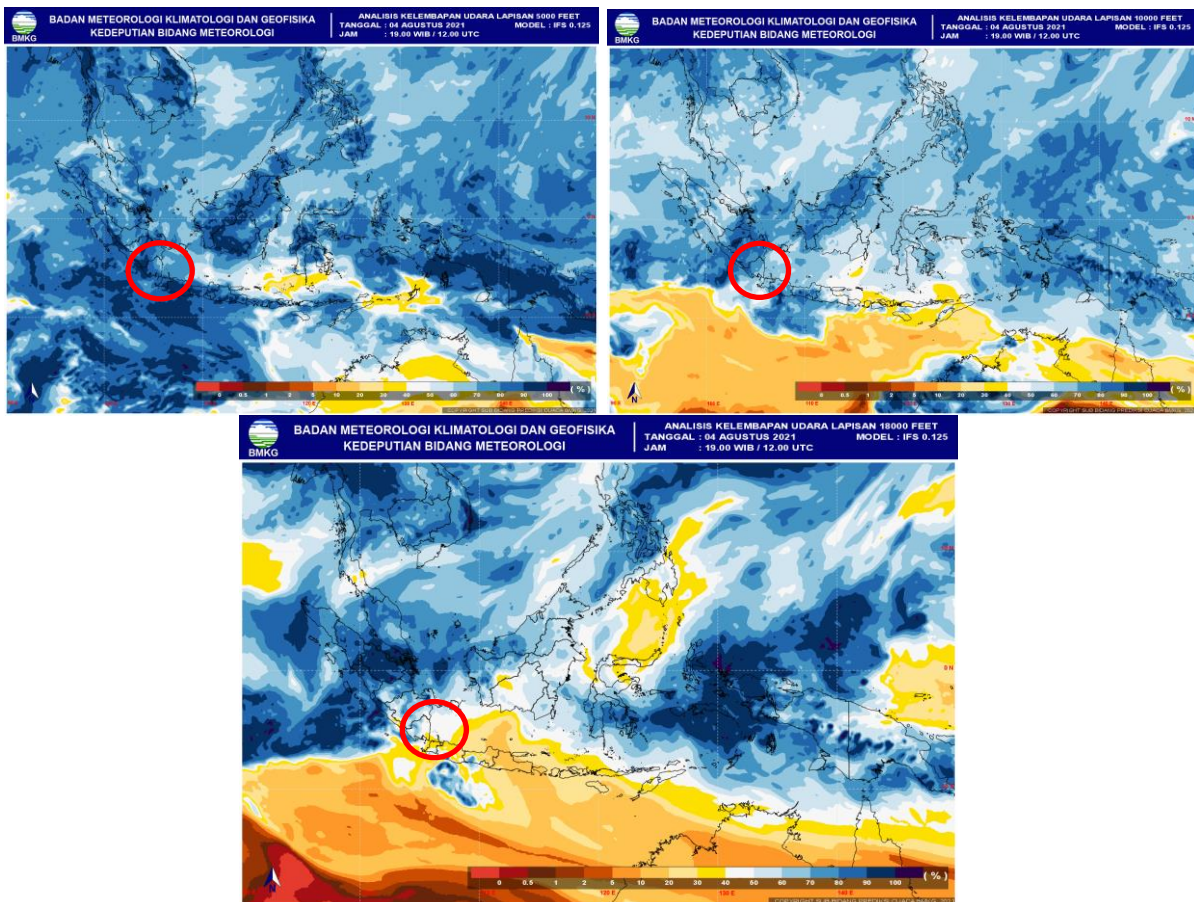 BMKG
BADAN METEOROLOGI KLIMATOLOGI DAN GEOFISIKA
KEDEPUTIAN BIDANG METEOROLOGI
ANALISIS KELEMBAPAN UDARA LAPISAN 5000 FEET
TANGGAL : 04 AGUSTUS 2021 MODEL : IFS 0.125
JAM : 19.00 WIB / 12.00 UTC
0 0.5 1 2 5 10 20 30 40 50 60 70 80 90 100 ( % )
N
BMKG
BADAN METEOROLOGI KLIMATOLOGI DAN GEOFISIKA
KEDEPUTIAN BIDANG METEOROLOGI
ANALISIS KELEMBAPAN UDARA LAPISAN 10000 FEET
TANGGAL : 04 AGUSTUS 2021 MODEL : IFS 0.125
JAM : 19.00 WIB / 12.00 UTC
0 0.5 1 2 5 10 20 30 40 50 60 70 80 90 100 ( % )
N
BMKG
BADAN METEOROLOGI KLIMATOLOGI DAN GEOFISIKA
KEDEPUTIAN BIDANG METEOROLOGI
ANALISIS KELEMBAPAN UDARA LAPISAN 18000 FEET
TANGGAL : 04 AGUSTUS 2021 MODEL : IFS 0.125
JAM : 19.00 WIB / 12.00 UTC
0 N
0 0.5 1 2 5 10 20 30 40 50 60 70 80 90 100 ( % )
N